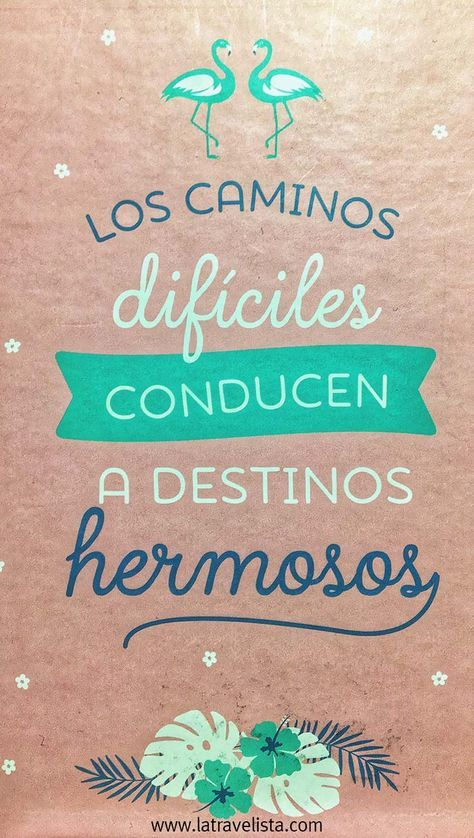 LOS CAMINOS
difíciles
CONDUCEN
A DESTINOS
hermosos
www.latravelista.com